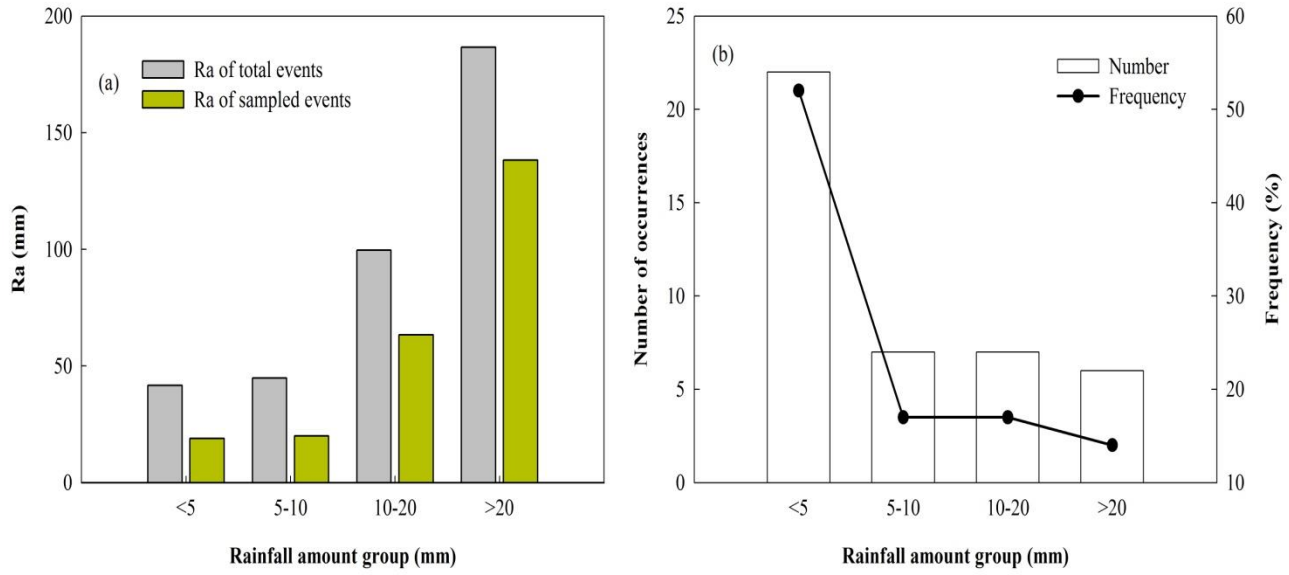 200
150
100
50
0
Ra (mm)
(a)
Ra of total events
Ra of sampled events
<5
5-10
10-20
>20
Rainfall amount group (mm)
25
20
15
10
5
0
Number of occurrences
(b)
Number
Frequency
60
50
40
30
20
10
Frequency (%)
<5
5-10
10-20
>20
Rainfall amount group (mm)